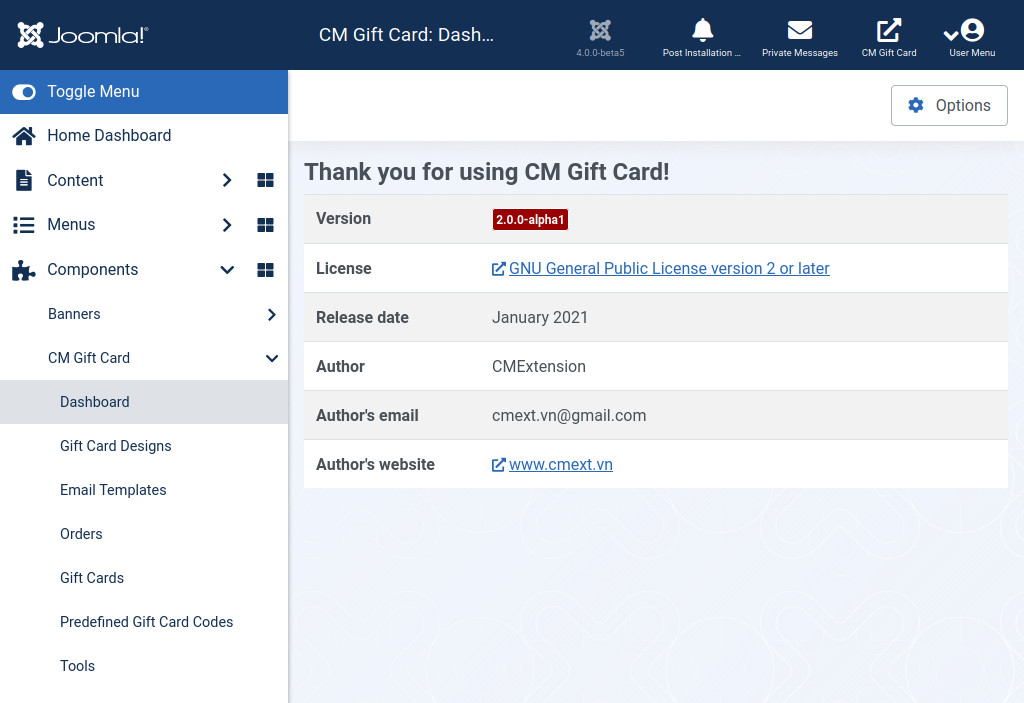 Joomla!®
CM Gift Card: Dash...
4.0.0-beta5
Post Installation ...
Private Messages
CM Gift Card
User Menu
Toggle Menu
Home Dashboard
Content
Menus
Components
Banners
CM Gift Card
Dashboard
Gift Card Designs
Email Templates
Orders
Gift Cards
Predefined Gift Card Codes
Tools
Options
Thank you for using CM Gift Card!
Version 2.0.0-alpha1
License GNU General Public License version 2 or later
Release date January 2021
Author CMExtension
Author's email cmext.vn@gmail.com
Author's website www.cmext.vn